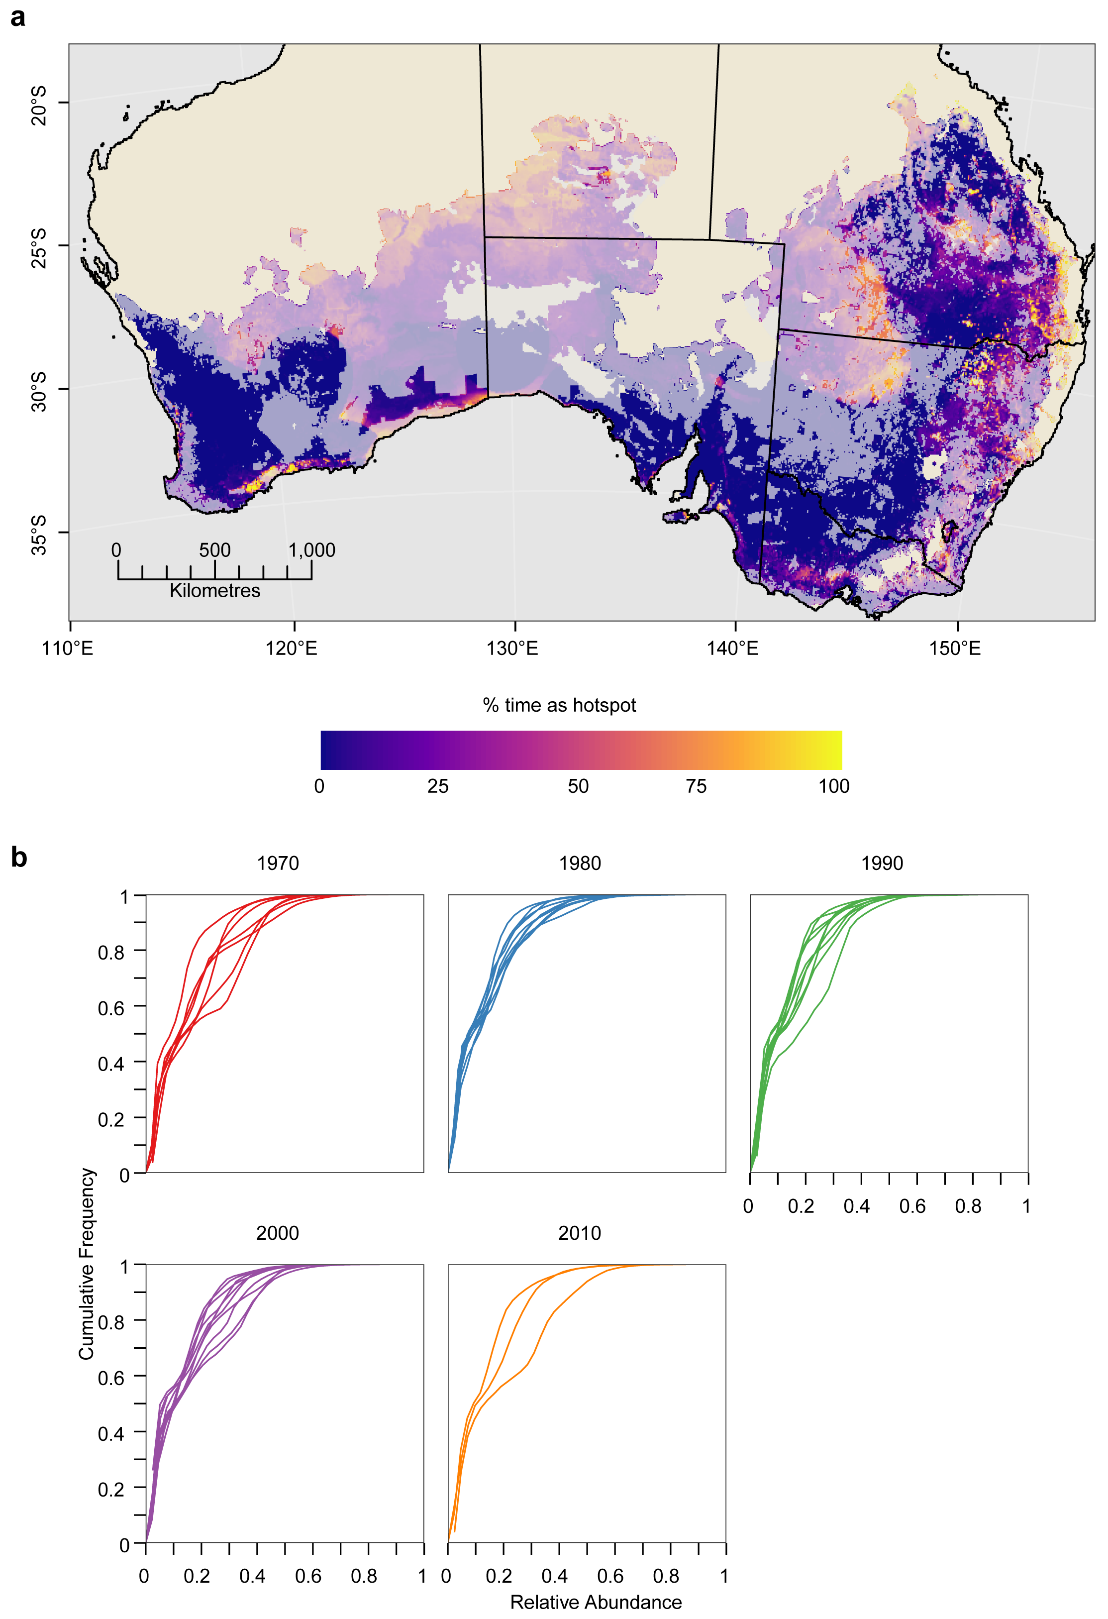 a
20°S
25°S
30°S
35°S
0 500 1,000
Kilometres
110°E 120°E 130°E 140°E 150°E
% time as hotspot
0 25 50 75 100
b
1970 1980 1990
1
0.8
0.6
0.4
0.2
0
0 0.2 0.4 0.6 0.8 1
Cumulative Frequency
2000 2010
1
0.8
0.6
0.4
0.2
0
0 0.2 0.4 0.6 0.8 1 0 0.2 0.4 0.6 0.8 1
Relative Abundance